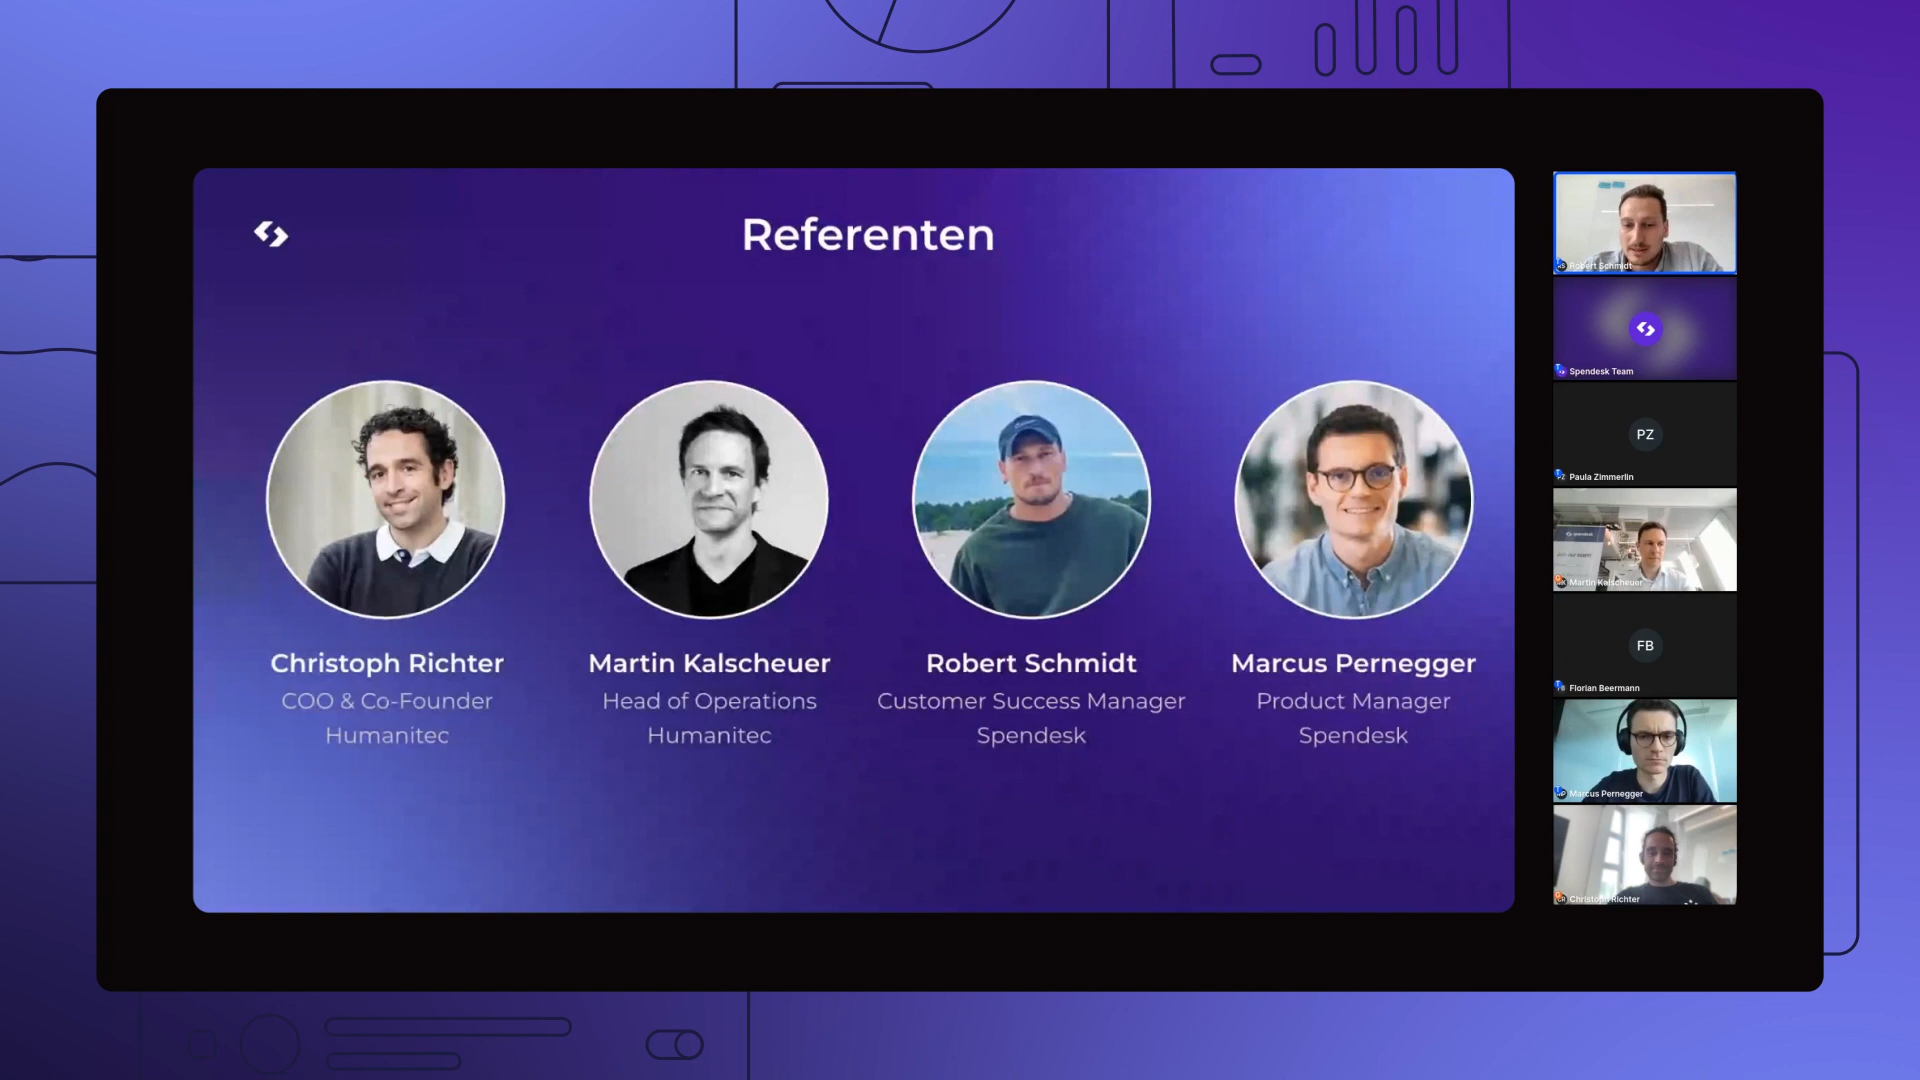 Referenten
Christoph Richter
COO & Co-Founder
Humanitec
Martin Kalscheuer
Head of Operations
Humanitec
Robert Schmidt
Customer Success Manager
Spendesk
Marcus Pernegger
Product Manager
Spendesk
Robert Schmidt
Spendesk Team
PZ
Paula Zimmerlin
Martin Kalscheuer
FB
Florian Beermann
Marcus Pernegger
Christoph Richter